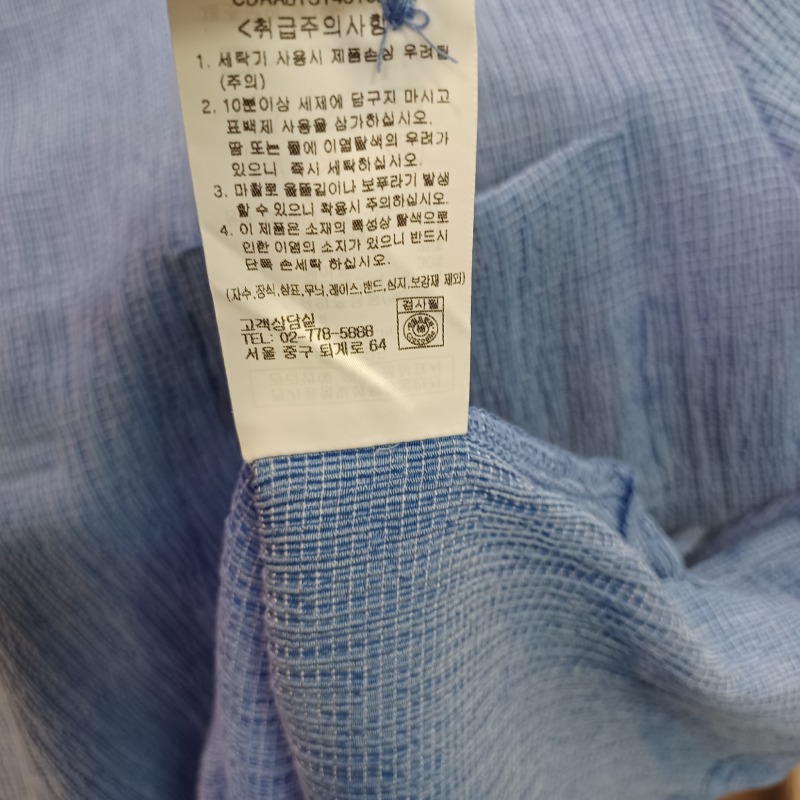 <취급주의사항>
1. 세탁기 사용시 제품손상 우려됨
(주의)
2. 10분이상 세제에 담구지 마시고
표백제 사용을 삼가하십시오.
땀 또는 물에 이염탈색의 우려가
있으니 즉시 세탁하십시오.
3. 마찰로 올뜯김이나 보푸라기 발생
할 수 있으니 착용시 주의하십시오.
4. 이 제품은 소재의 특성상 탈색으로
인한 이염의 소지가 있으니 반드시
단독 손세탁 하십시오.
(자수,장식,상표,무늬,레이스,밴드,심지,보강재 제외)
검사필
고객상담실
TEL: 02-778-5888
서울 중구 퇴계로 64